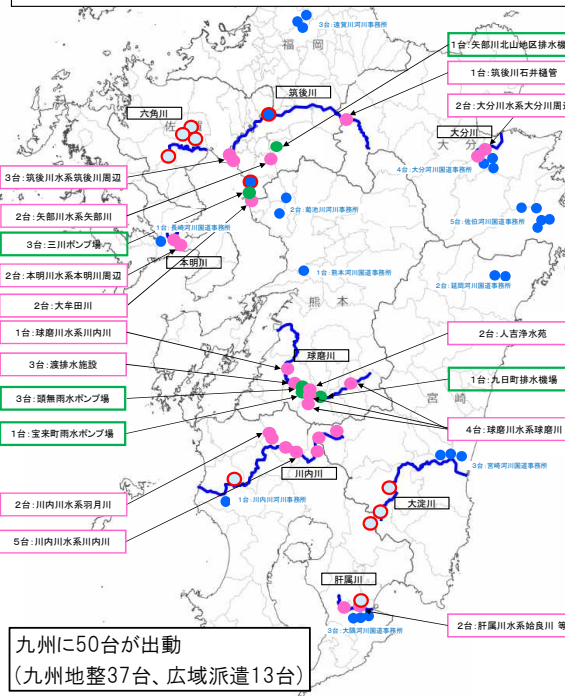 3台:遠賀川河川事務所
福岡
1台:矢部川北山地区排水機
筑後川
1台:筑後川石井樋管
六角川
佐賀
2台:大分川水系大分川周辺
大分川
大分
3台:筑後川水系筑後川周辺
4台:大分河川国道事務所
2台:矢部川水系矢部川
2台:菊池川河川事務所
5台:佐伯河川国道事務所
1台:長崎河川国道事務所
3台:三川ポンプ場
2台:本明川水系本明川周辺
本明川
1台:熊本河川国道事務所
2台:延岡河川国道事務所
2台:大牟田川
熊本
1台:球磨川水系川内川
球磨川
2台:人吉浄水苑
3台:渡排水施設
1台:九日町排水機場
3台:頭無雨水ポンプ場
宮崎
1台:宝来町雨水ポンプ場
4台:球磨川水系球磨川
3台:宮崎河川国道事務所
川内川
2台:川内川水系羽月川
1台:川内川河川事務所
大淀川
5台:川内川水系川内川
肝属川
2台:肝属川水系姶良川 等
3台:大隅河川国道事務所
九州に50台が出動
(九州地整37台、広域派遣13台)